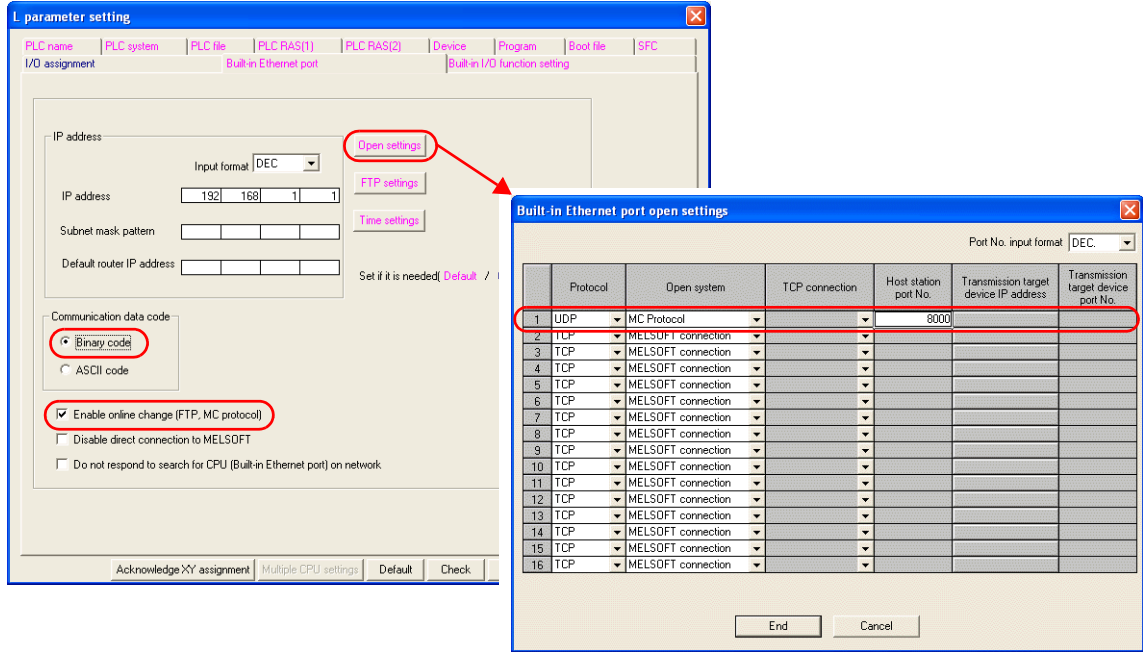 L parameter setting
PLC name PLC system PLC file PLC RAS(1) PLC RAS(2) Device Program Boot file SFC
I/O assignment Built-in Ethernet port Built-in I/O function setting
IP address
Input format DEC
IP address 192 168 1 1
Subnet mask pattern
Default router IP address
Open settings
FTP settings
Time settings
Set if it is needed( Default /
Communication data code
Binary code
ASCII code
Enable online change (FTP, MC protocol)
Disable direct connection to MELSOFT
Do not respond to search for CPU (Built-in Ethernet port) on network
Acknowledge XY assignment Multiple CPU settings Default Check
Built-in Ethernet port open settings
Port No. input format DEC.
Protocol Open system TCP connection Host station port No. Transmission target device IP address Transmission target device port No.
1 UDP MC Protocol 8000
2 TCP MELSOFT connection
3 TCP MELSOFT connection
4 TCP MELSOFT connection
5 TCP MELSOFT connection
6 TCP MELSOFT connection
7 TCP MELSOFT connection
8 TCP MELSOFT connection
9 TCP MELSOFT connection
10 TCP MELSOFT connection
11 TCP MELSOFT connection
12 TCP MELSOFT connection
13 TCP MELSOFT connection
14 TCP MELSOFT connection
15 TCP MELSOFT connection
16 TCP MELSOFT connection
End Cancel